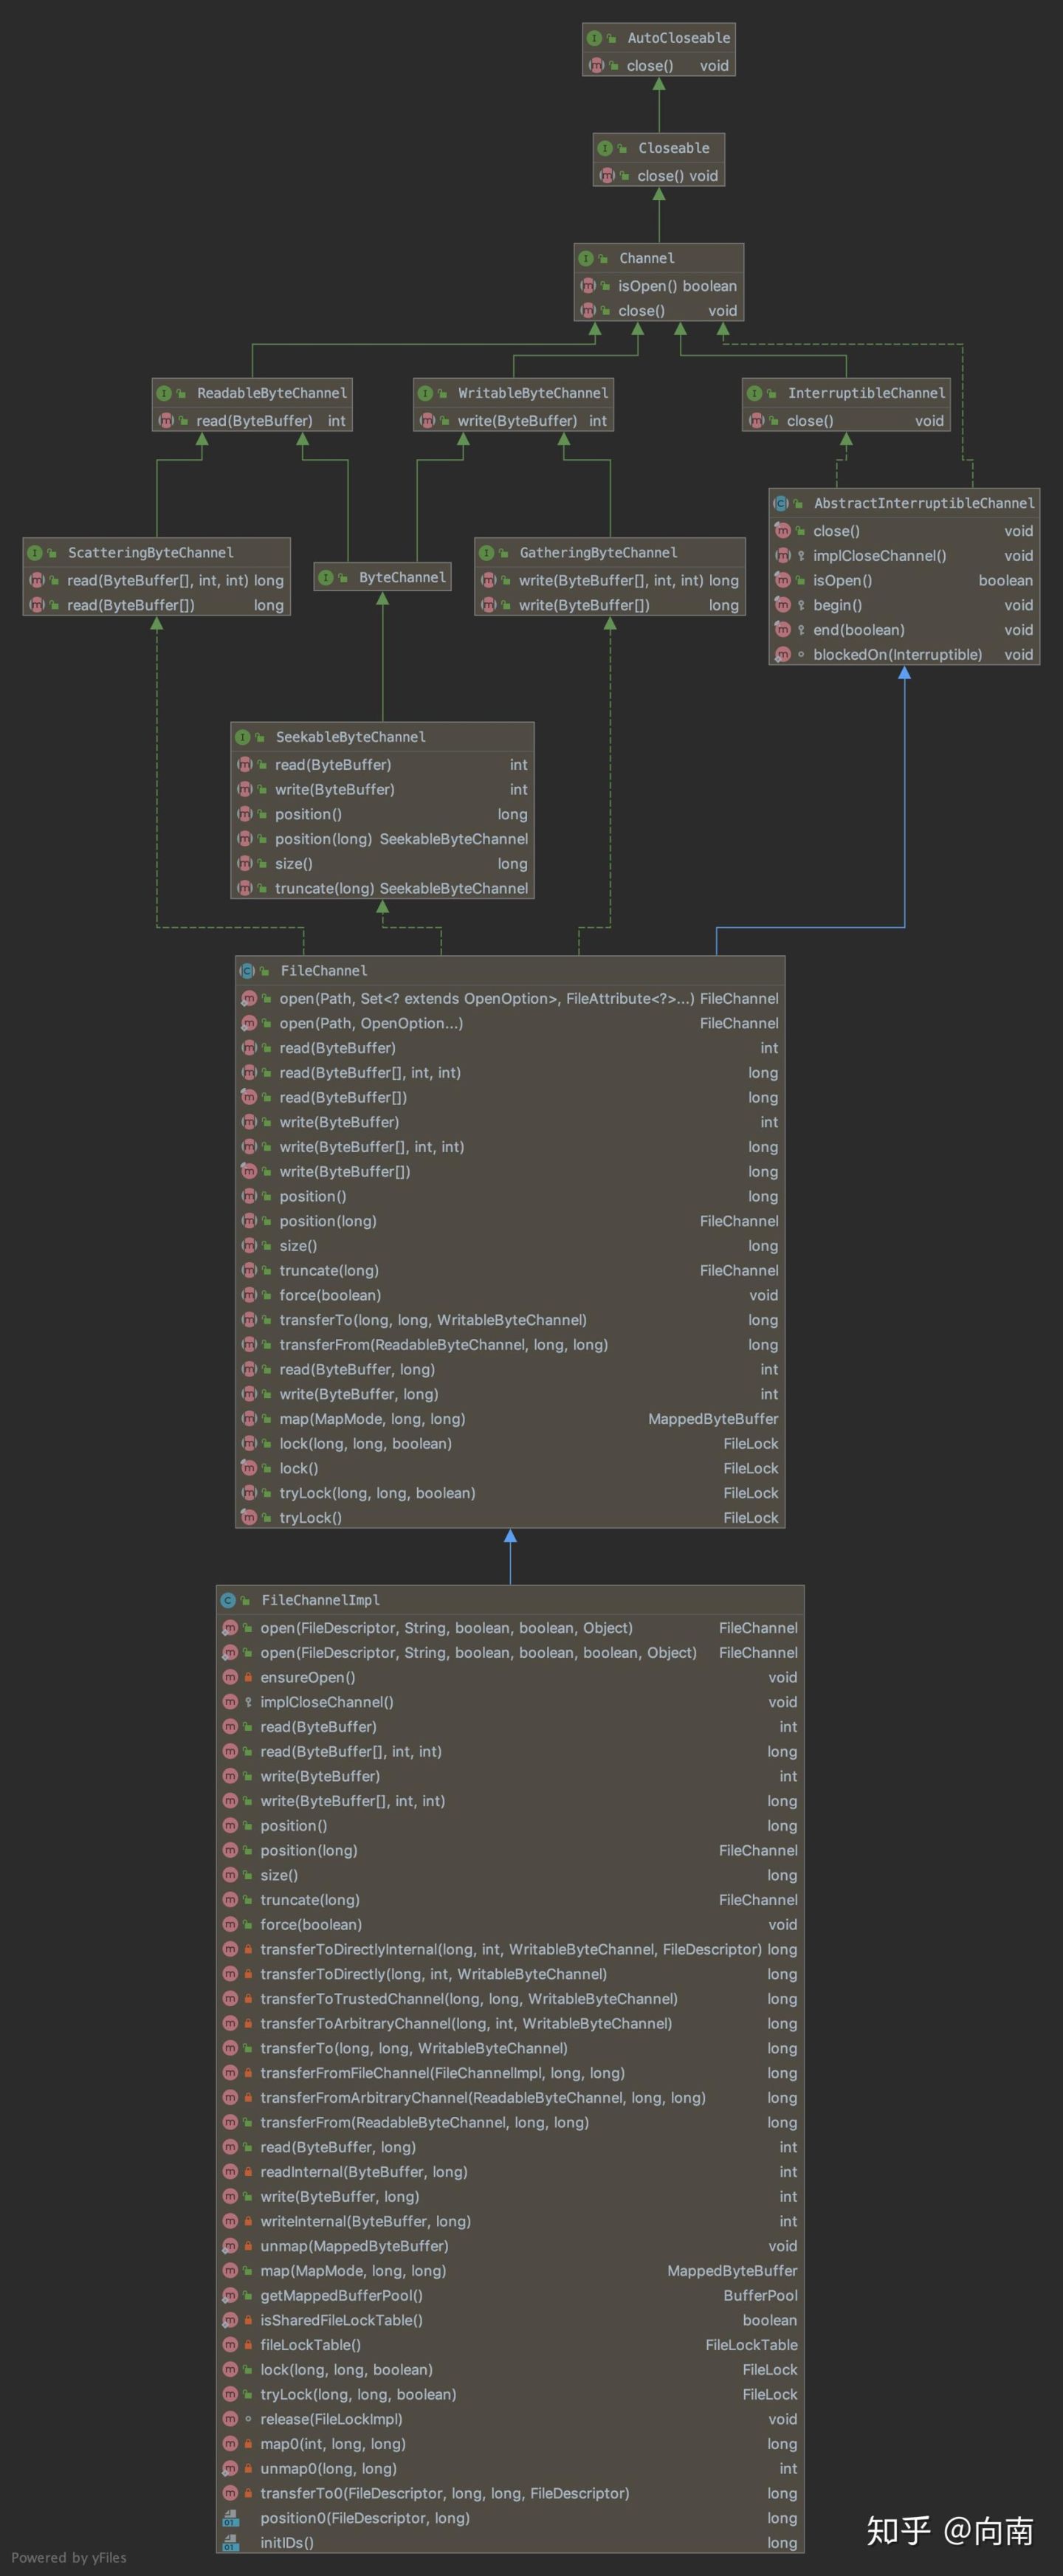 AutoCloseable
close() void
Closeable
close() void
Channel
isOpen() boolean
close() void
ReadableByteChannel
read(ByteBuffer) int
WritableByteChannel
write(ByteBuffer) int
InterruptibleChannel
close() void
AbstractInterruptibleChannel
close() void
implCloseChannel() void
isOpen() boolean
begin() void
end(boolean) void
blockedOn(Interruptible) void
ScatteringByteChannel
read(ByteBuffer[], int, int) long
read(ByteBuffer[]) long
ByteChannel
GatheringByteChannel
write(ByteBuffer[], int, int) long
write(ByteBuffer[]) long
SeekableByteChannel
read(ByteBuffer) int
write(ByteBuffer) int
position() long
position(long) SeekableByteChannel
size() long
truncate(long) SeekableByteChannel
FileChannel
open(Path, Set<? extends OpenOption>, FileAttribute<?>...) FileChannel
open(Path, OpenOption...) FileChannel
read(ByteBuffer) int
read(ByteBuffer[], int, int) long
read(ByteBuffer[]) long
write(ByteBuffer) int
write(ByteBuffer[], int, int) long
write(ByteBuffer[]) long
position() long
position(long) FileChannel
size() long
truncate(long) FileChannel
force(boolean) void
transferTo(long, long, WritableByteChannel) long
transferFrom(ReadableByteChannel, long, long) long
read(ByteBuffer, long) int
write(ByteBuffer, long) int
map(MapMode, long, long) MappedByteBuffer
lock(long, long, boolean) FileLock
lock() FileLock
tryLock(long, long, boolean) FileLock
tryLock() FileLock
FileChannelImpl
open(FileDescriptor, String, boolean, boolean, Object) FileChannel
open(FileDescriptor, String, boolean, boolean, boolean, Object) FileChannel
ensureOpen() void
implCloseChannel() void
read(ByteBuffer) int
read(ByteBuffer[], int, int) long
write(ByteBuffer) int
write(ByteBuffer[], int, int) long
position() long
position(long) FileChannel
size() long
truncate(long) FileChannel
force(boolean) void
transferToDirectlyInternal(long, int, WritableByteChannel, FileDescriptor) long
transferToDirectly(long, int, WritableByteChannel) long
transferToTrustedChannel(long, long, WritableByteChannel) long
transferToArbitraryChannel(long, int, WritableByteChannel) long
transferTo(long, long, WritableByteChannel) long
transferFromFileChannel(FileChannelImpl, long, long) long
transferFromArbitraryChannel(ReadableByteChannel, long, long) long
transferFrom(ReadableByteChannel, long, long) long
read(ByteBuffer, long) int
readInternal(ByteBuffer, long) int
write(ByteBuffer, long) int
writeInternal(ByteBuffer, long) int
unmap(MappedByteBuffer) void
map(MapMode, long, long) MappedByteBuffer
getMappedBufferPool() BufferPool
isSharedFileLockTable() boolean
fileLockTable() FileLockTable
lock(long, long, boolean) FileLock
tryLock(long, long, boolean) FileLock
release(FileLockImpl) void
map0(int, long, long) long
unmap0(long, long) int
transferTo0(FileDescriptor, long, long, FileDescriptor) long
position0(FileDescriptor, long) long
initIDs() long
知乎 @向南
Powered by yFiles